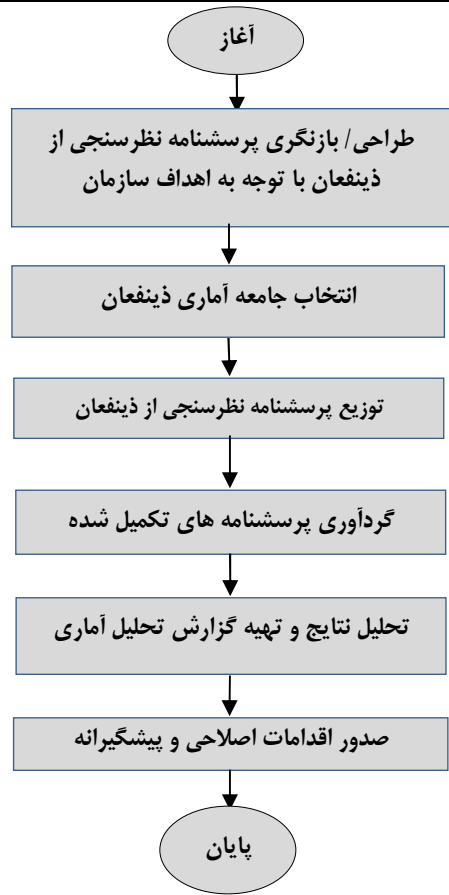 آغاز
طراحی/ بازنگری پرسشنامه نظرسنجی از
ذینفعان با توجه به اهداف سازمان
انتخاب جامعه آماری ذینفعان
توزیع پرسشنامه نظرسنجی از ذینفعان
گردآوری پرسشنامه های تکمیل شده
تحلیل نتایج و تهیه گزارش تحلیل آماری
صدور اقدامات اصلاحی و پیشگیرانه
پایان